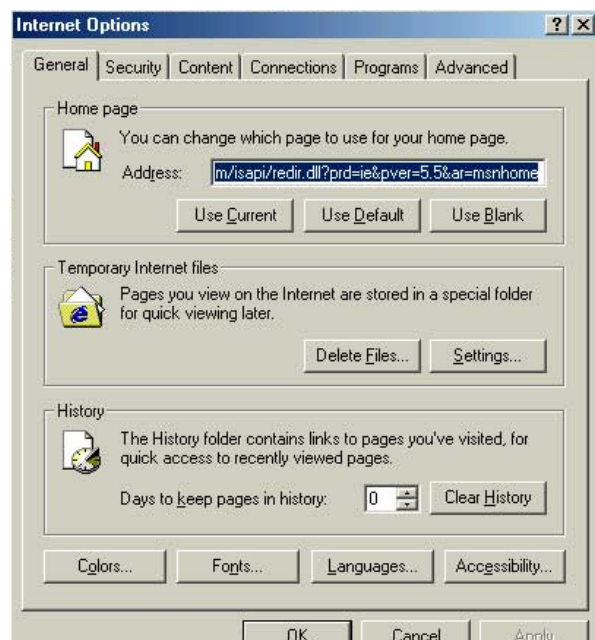 Internet Options
General Security Content Connections Programs Advanced
Home page
You can change which page to use for your home page.
Address: m/isapi/redir.dll?prd=ie&pver=5.5&ar=msnhome
Use Current Use Default Use Blank
Temporary Internet files
Pages you view on the Internet are stored in a special folder
for quick viewing later.
Delete Files... Settings...
History
The History folder contains links to pages you've visited, for
quick access to recently viewed pages.
Days to keep pages in history: 0 Clear History
Colors... Fonts... Languages... Accessibility...
OK Cancel Apply